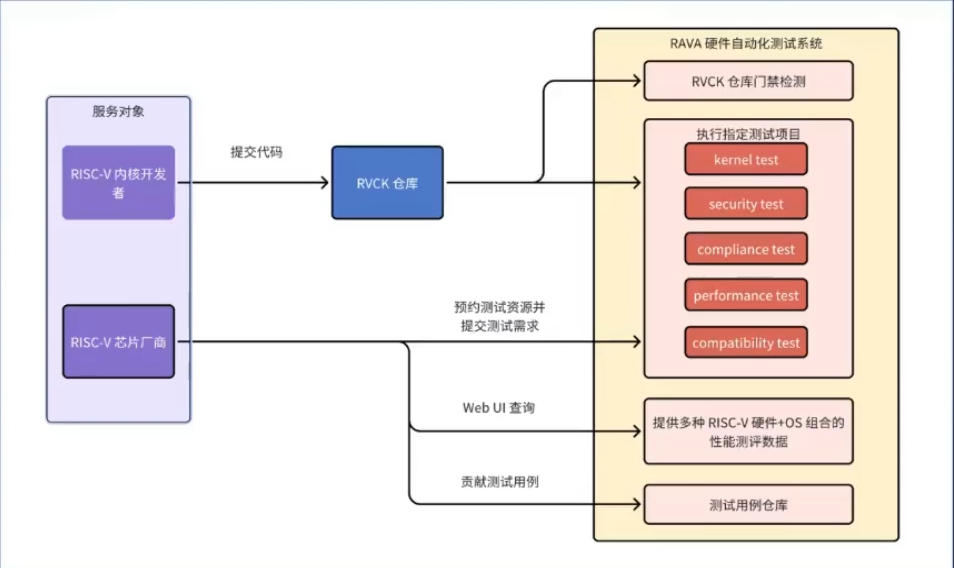 RAVA 硬件自动化测试系统
RVCK 仓库门禁检测
服务对象
执行指定测试项目
提交代码
kernel test
RISC-V 内核开发
者
RVCK 仓库
security test
compliance test
performance test
预约测试资源并
提交测试需求
RISC-V 芯片厂商
compatibility test
Web UI 查询
提供多种 RISC-V 硬件+OS 组合的
性能测评数据
贡献测试用例
测试用例仓库